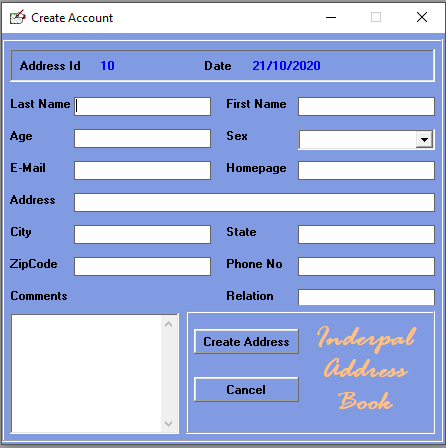 Create Account
Address Id 10 Date 21/10/2020
Last Name First Name
Age Sex
E-Mail Homepage
Address
City State
ZipCode Phone No
Comments Relation
Create Address
Cancel
Inderpal
Address
Book